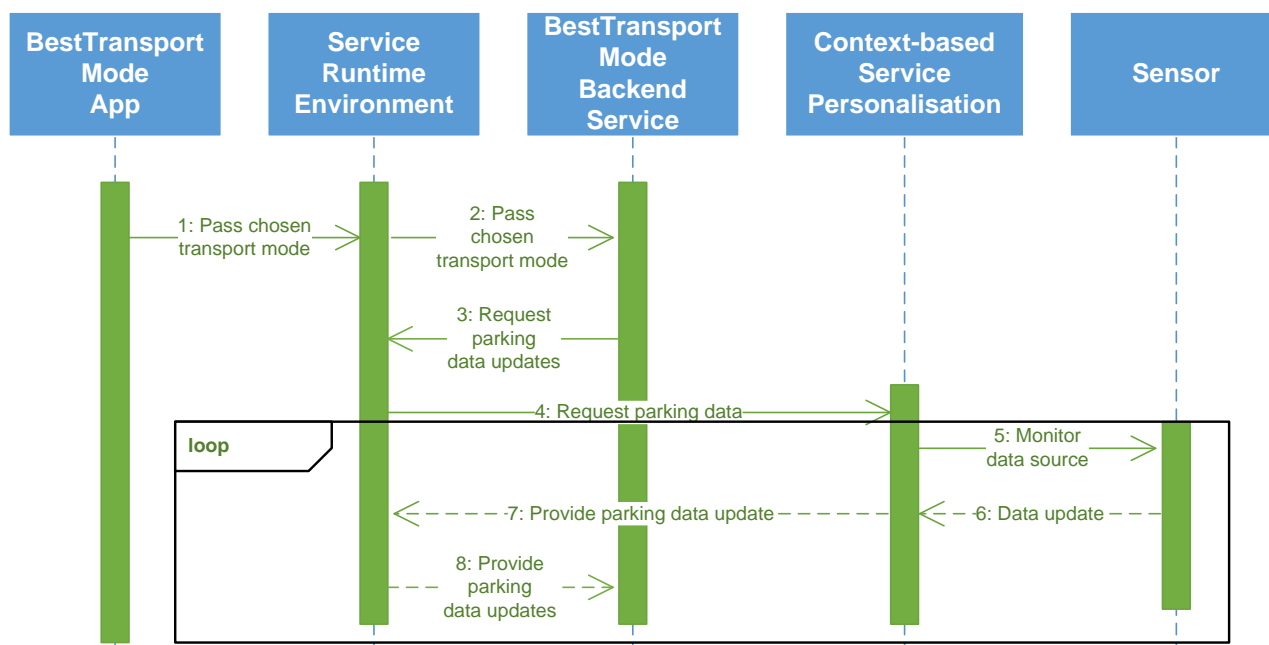 BestTransport
Mode
App
Service
Runtime
Environment
BestTransport
Mode
Backend
Service
Context-based
Service
Personalisation
Sensor
1: Pass chosen
transport mode
2: Pass
chosen
transport mode
3: Request
parking
data updates
4: Request parking data
loop
5: Monitor
data source
7: Provide parking data update
6: Data update
8: Provide
parking
data updates